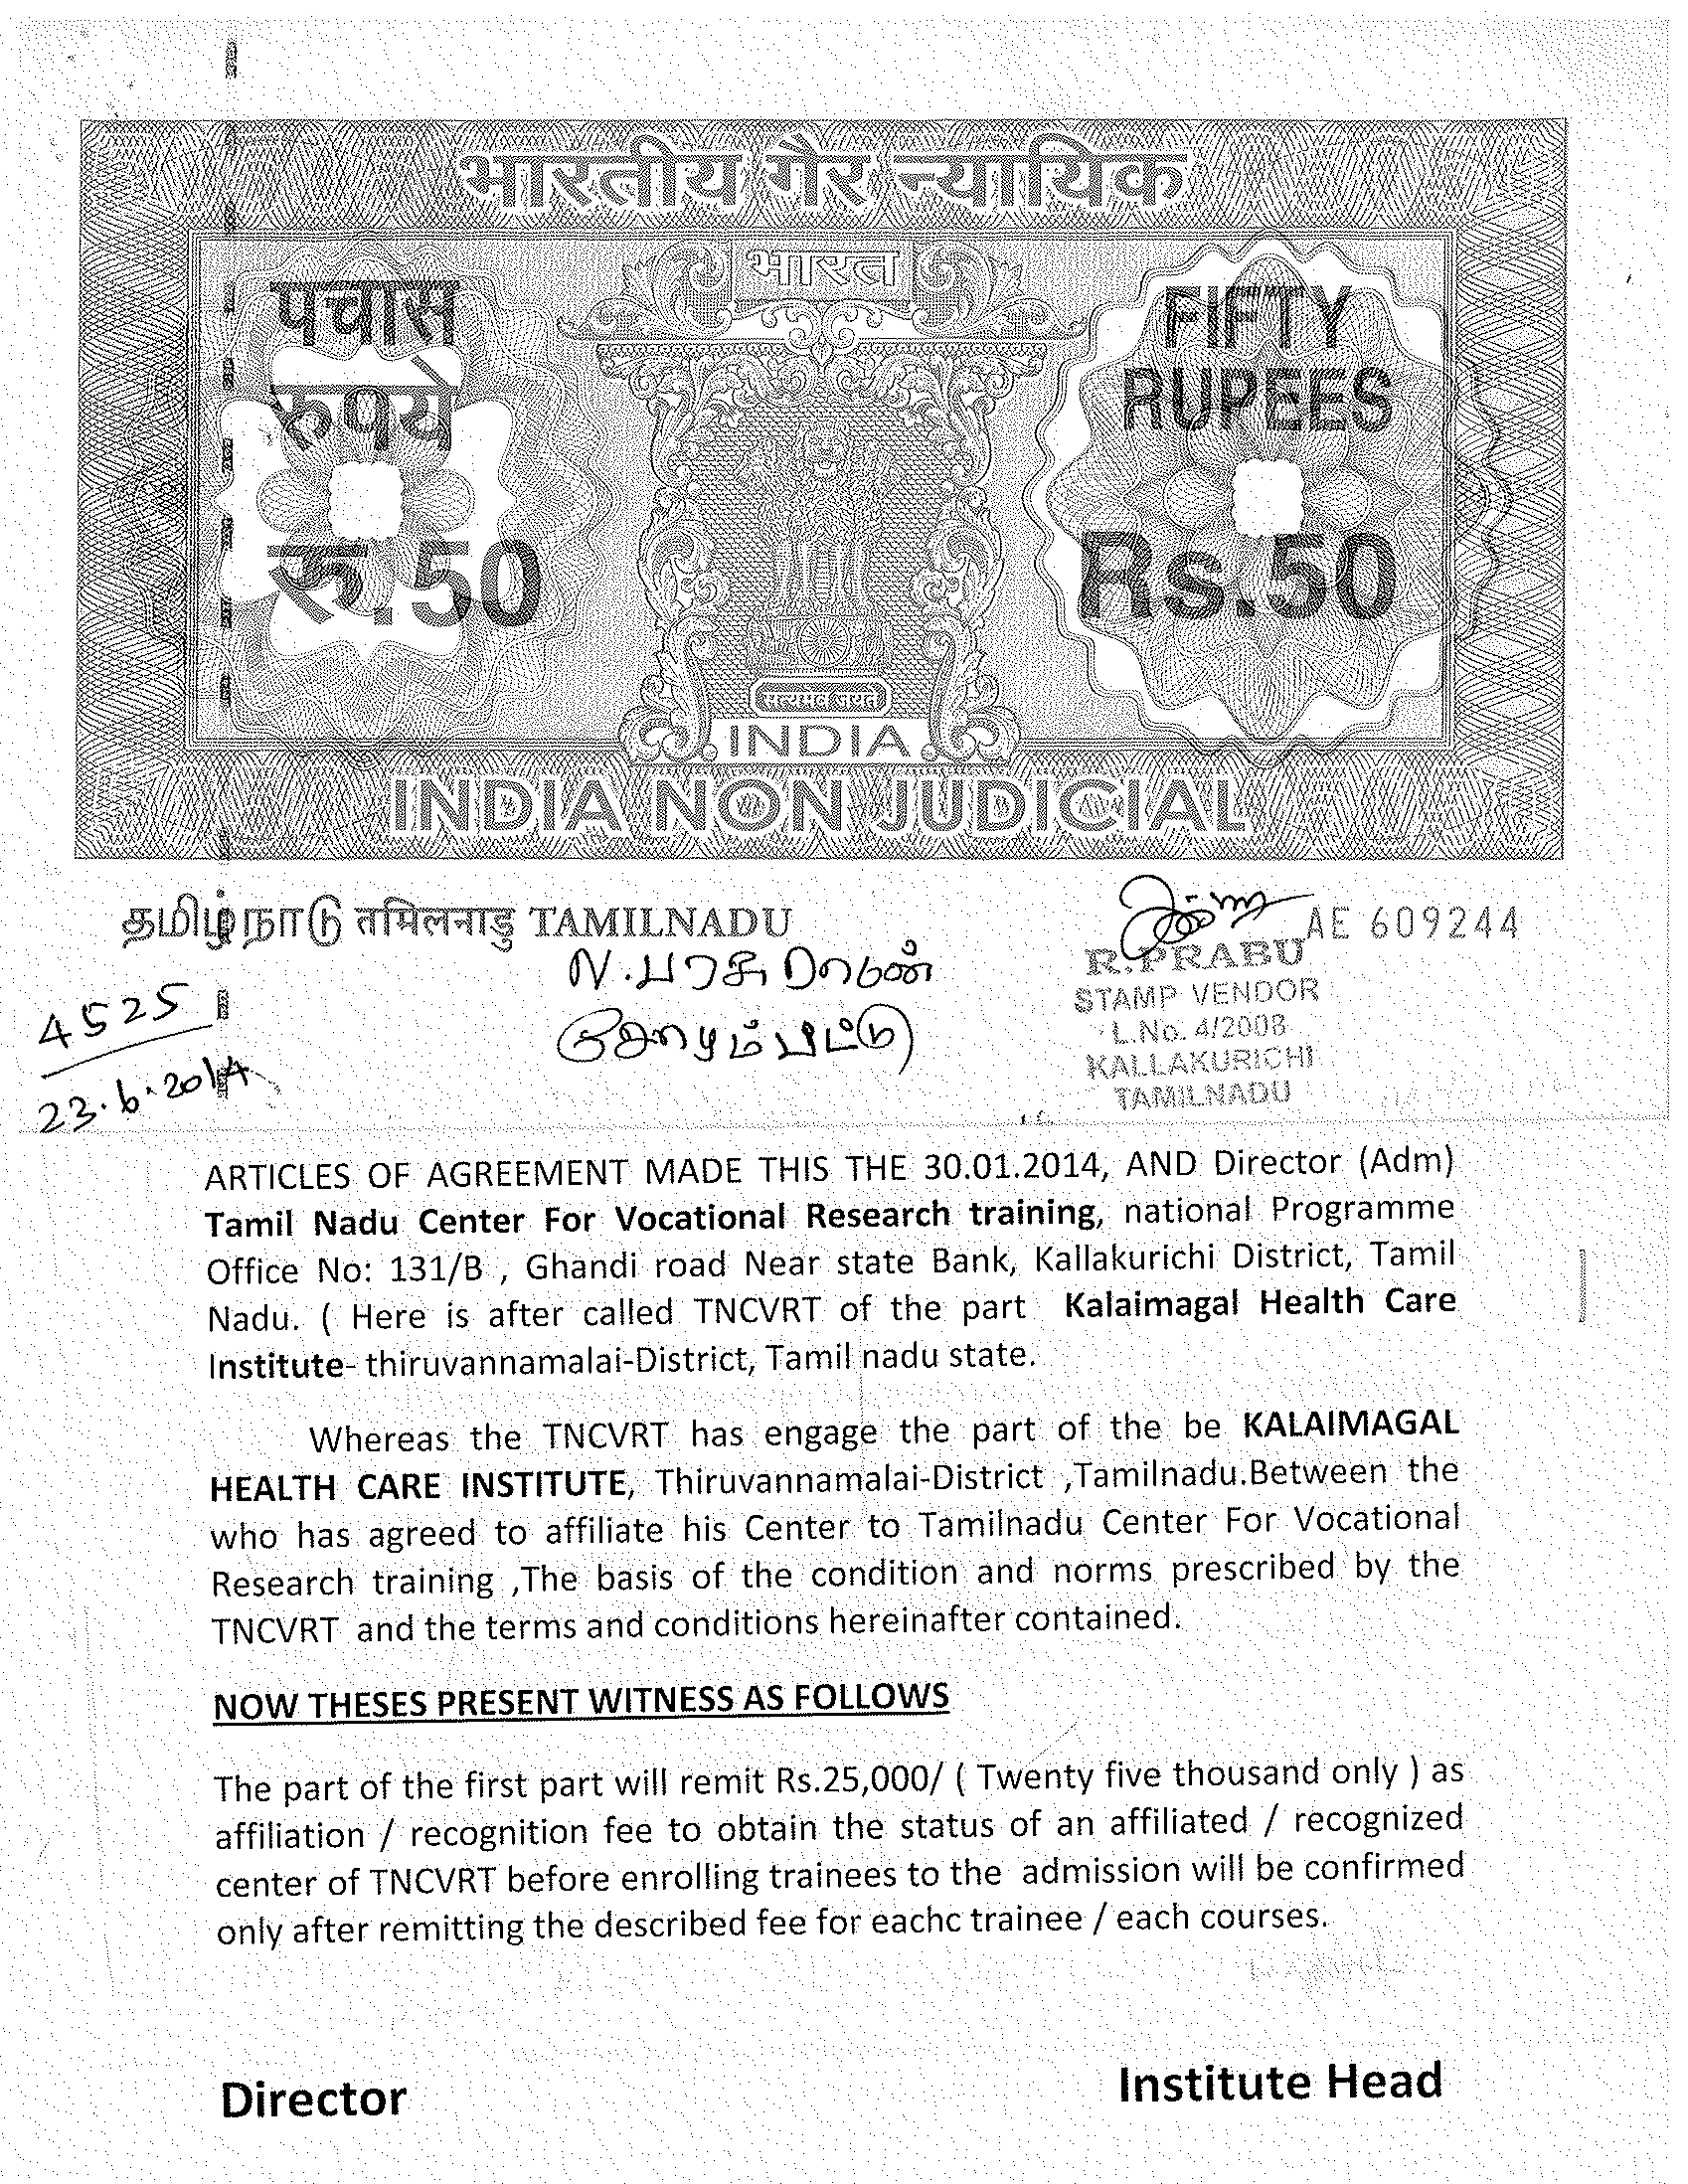 भारतीय गैर न्यायिक
भारत
पचास
रुपये
रु.50
FIFTY
RUPEES
Rs.50
सत्यमेव जयते
INDIA
INDIA NON JUDICIAL
தமிழ்நாடு तमिलनाडु TAMILNADU
AE 609244
4525
23.6.2014
R.PRABU
STAMP VENDOR
L.No. 4/2008
KALLAKURICHI
TAMILNADU
ARTICLES OF AGREEMENT MADE THIS THE 30.01.2014, AND Director (Adm)
Tamil Nadu Center For Vocational Research training, national Programme
Office No: 131/B , Ghandi road Near state Bank, Kallakurichi District, Tamil
Nadu. ( Here is after called TNCVRT of the part Kalaimagal Health Care
Institute- thiruvannamalai-District, Tamil nadu state.
Whereas the TNCVRT has engage the part of the be KALAIMAGAL
HEALTH CARE INSTITUTE, Thiruvannamalai-District ,Tamilnadu.Between the
who has agreed to affiliate his Center to Tamilnadu Center For Vocational
Research training ,The basis of the condition and norms prescribed by the
TNCVRT and the terms and conditions hereinafter contained.
NOW THESES PRESENT WITNESS AS FOLLOWS
The part of the first part will remit Rs.25,000/ ( Twenty five thousand only ) as
affiliation / recognition fee to obtain the status of an affiliated / recognized
center of TNCVRT before enrolling trainees to the admission will be confirmed
only after remitting the described fee for eachc trainee / each courses.
Director
Institute Head